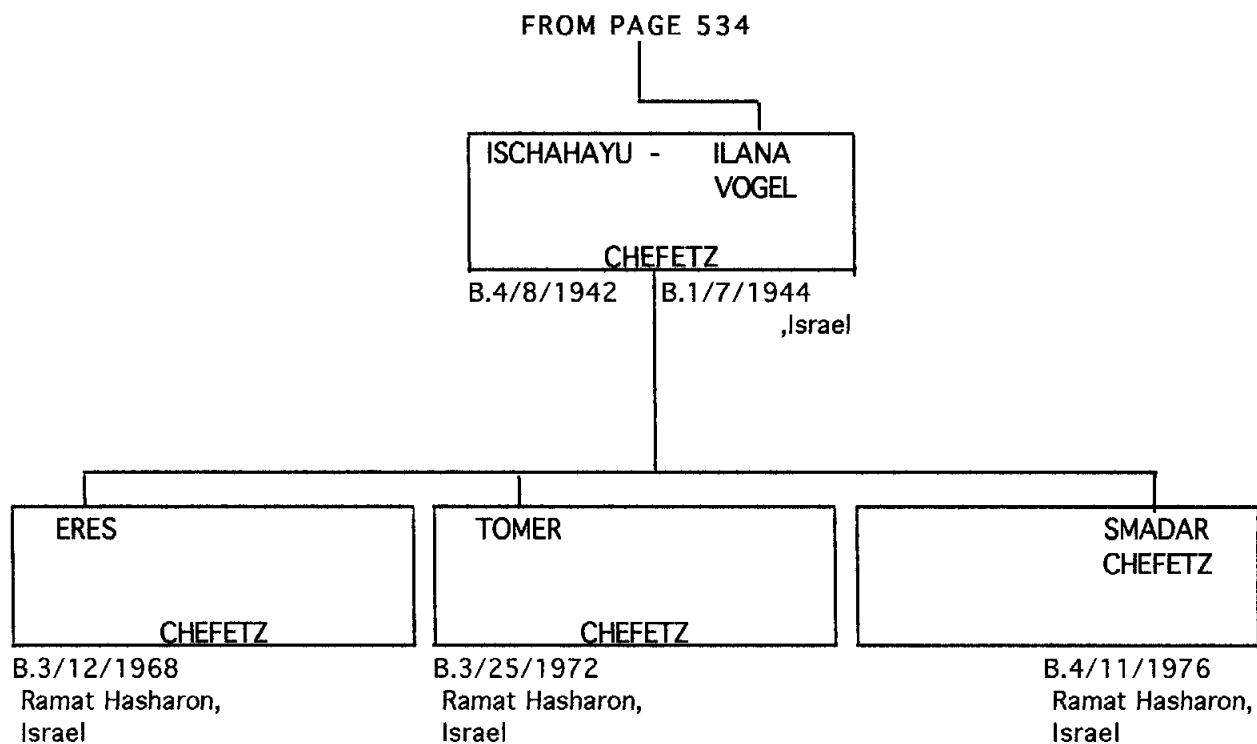 FROM PAGE 534
ISCHAHAYU - ILANA
VOGEL
CHEFETZ
B.4/8/1942 B.1/7/1944
,Israel
ERES
CHEFETZ
B.3/12/1968
Ramat Hasharon,
Israel
TOMER
CHEFETZ
B.3/25/1972
Ramat Hasharon,
Israel
SMADAR
CHEFETZ
B.4/11/1976
Ramat Hasharon,
Israel